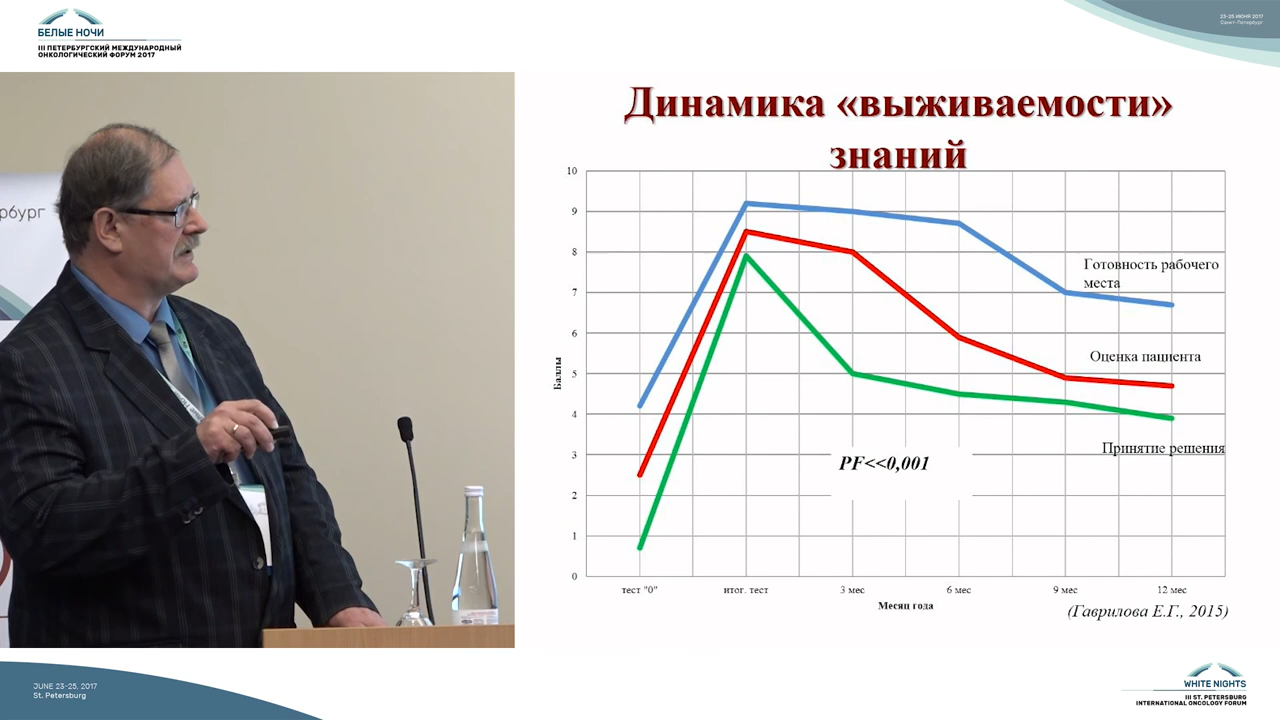 БЕЛЫЕ НОЧИ
III ПЕТЕРБУРГСКИЙ МЕЖДУНАРОДНЫЙ
ОНКОЛОГИЧЕСКИЙ ФОРУМ 2017
23-25 ИЮНЯ 2017
Санкт-Петербург
рбург
Динамика «выживаемости»
знаний
10
9
8
7
6
5
4
3
2
1
0
Баллы
Готовность рабочего
места
Оценка пациента
Принятие решения
PF<<0,001
тест "0"
итог. тест
3 мес
6 мес
9 мес
12 мес
Месяц года
(Гаврилова Е.Г., 2015)
JUNE 23-25, 2017
St. Petersburg
WHITE NIGHTS
III ST. PETERSBURG
INTERNATIONAL ONCOLOGY FORUM